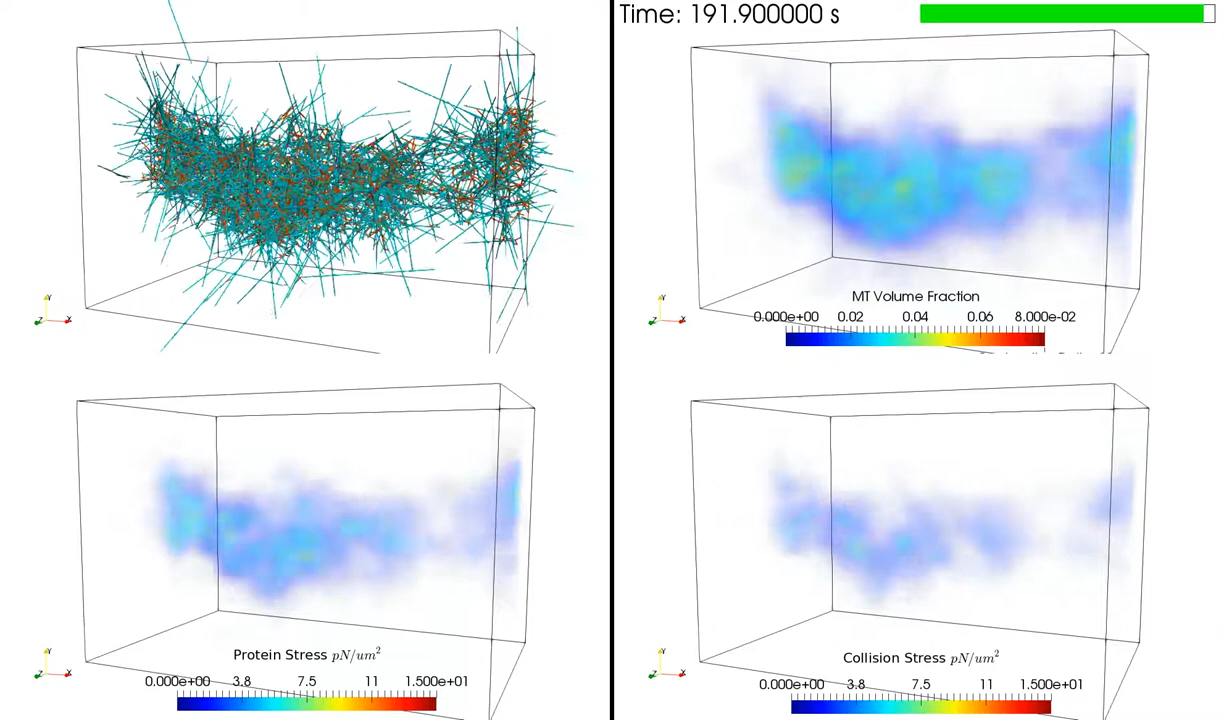 Time: 191.900000 s
MT Volume Fraction
0.000e+00 0.02 0.04 0.06 8.000e-02
Y
Z X
Y
Z X
Protein Stress pN/um²
0.000e+00 3.8 7.5 11 1.500e+01
Y
Z X
Collision Stress pN/um²
0.000e+00 3.8 7.5 11 1.500e+01
Y
Z X